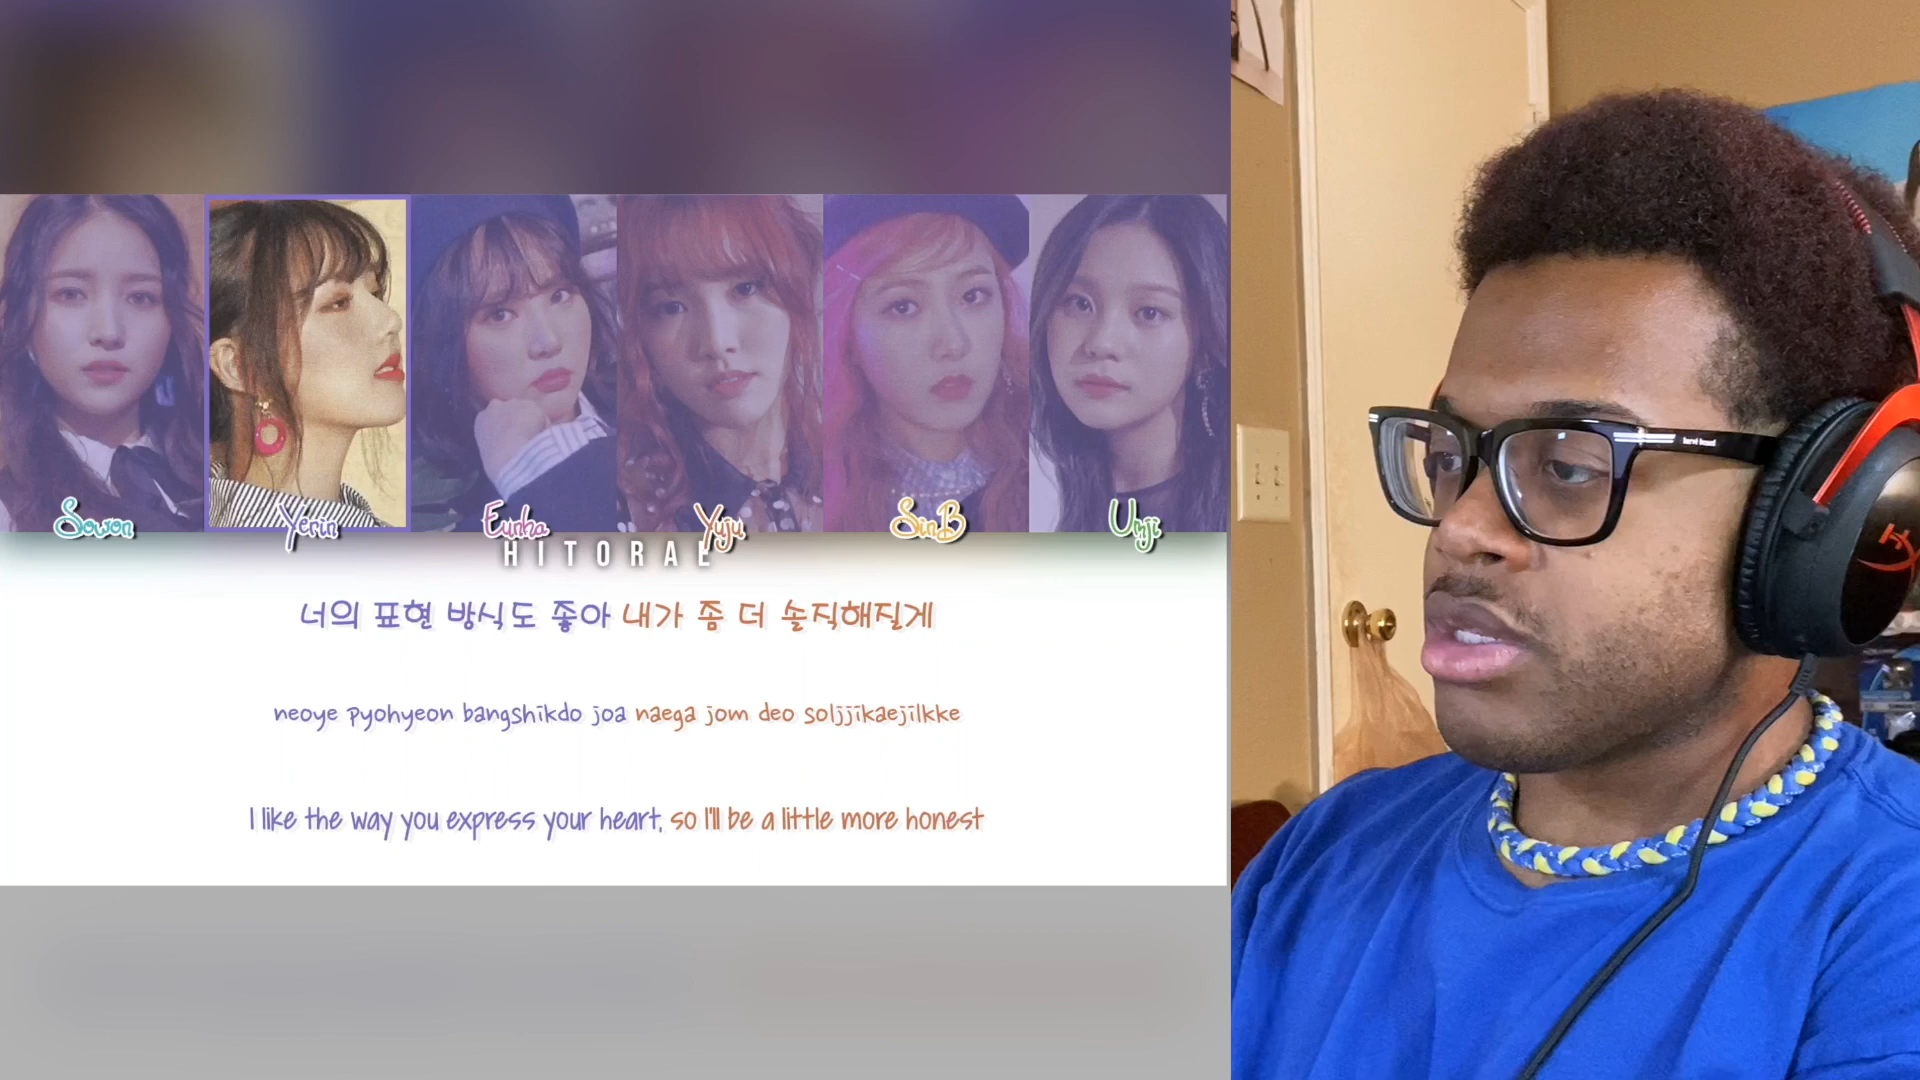 Sowon Yerin Eunha Yuju SinB Umji
HITORAE
너의 표현 방식도 좋아 내가 좀 더 솔직해질게
neoye pyohyeon bangshikdo joa naega jom deo soljjikaejilkke
I like the way you express your heart, so I'll be a little more honest